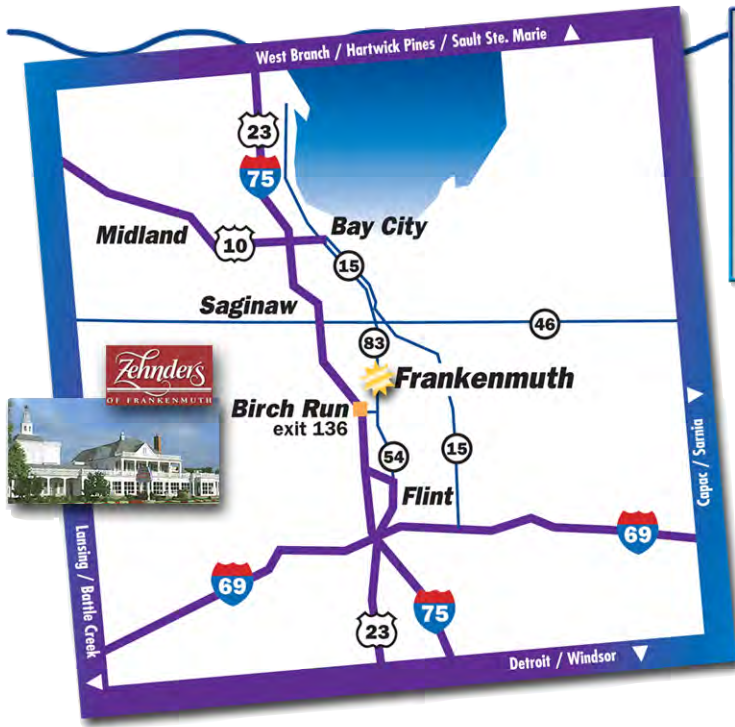 West Branch / Hartwick Pines / Sault Ste. Marie
23
75
Midland
10
Bay City
15
Saginaw
46
83
Zehnder's
OF FRANKENMUTH
Frankenmuth
Birch Run
exit 136
54
15
Flint
Capac / Sarnia
Lansing / Battle Creek
69
69
75
23
Detroit / Windsor